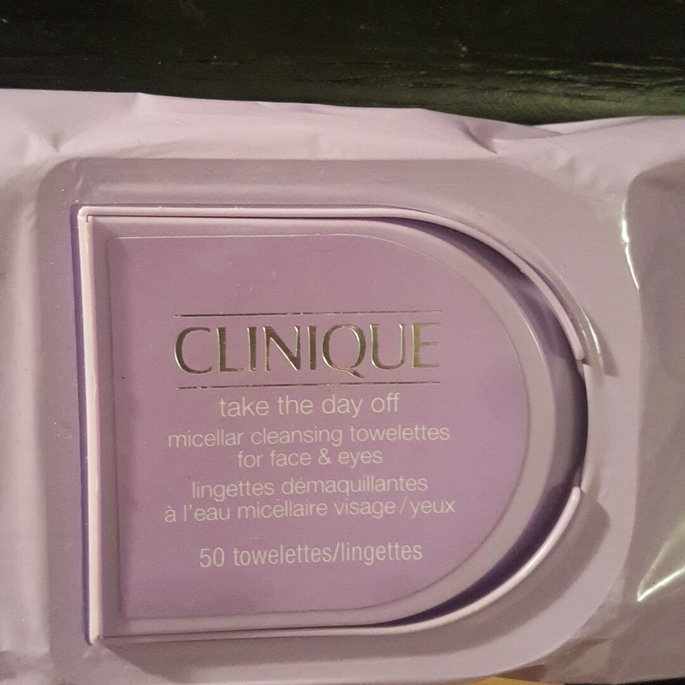 CLINIQUE
take the day off
micellar cleansing towelettes
for face & eyes
lingettes démaquillantes
à l'eau micellaire visage/yeux
50 towelettes/lingettes